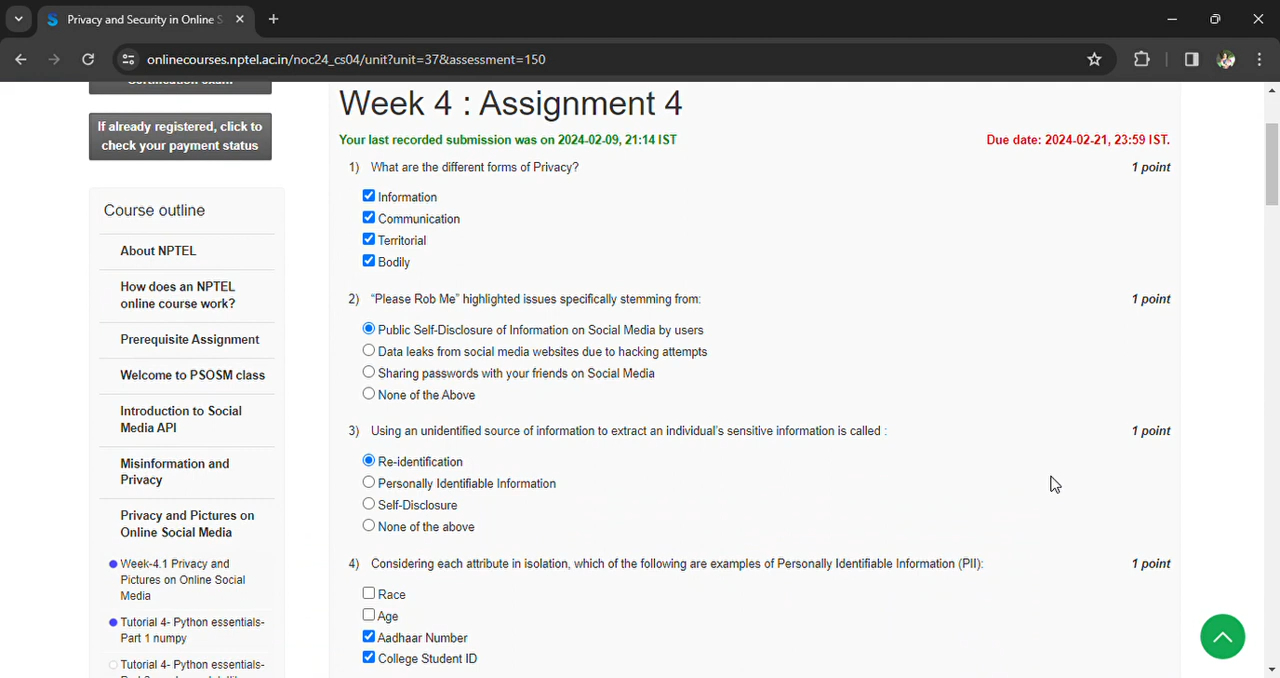 Privacy and Security in Online S
onlinecourses.nptel.ac.in/noc24_cs04/unit?unit=37&assessment=150
If already registered, click to
check your payment status
Course outline
About NPTEL
How does an NPTEL
online course work?
Prerequisite Assignment
Welcome to PSOSM class
Introduction to Social
Media API
Misinformation and
Privacy
Privacy and Pictures on
Online Social Media
Week-4.1 Privacy and
Pictures on Online Social
Media
Tutorial 4- Python essentials-
Part 1 numpy
Tutorial 4- Python essentials-
Week 4 : Assignment 4
Your last recorded submission was on 2024-02-09, 21:14 IST
Due date: 2024-02-21, 23:59 IST.
1) What are the different forms of Privacy? 1 point
Information
Communication
Territorial
Bodily
2) “Please Rob Me” highlighted issues specifically stemming from: 1 point
Public Self-Disclosure of Information on Social Media by users
Data leaks from social media websites due to hacking attempts
Sharing passwords with your friends on Social Media
None of the Above
3) Using an unidentified source of information to extract an individual’s sensitive information is called : 1 point
Re-identification
Personally Identifiable Information
Self-Disclosure
None of the above
4) Considering each attribute in isolation, which of the following are examples of Personally Identifiable Information (PII): 1 point
Race
Age
Aadhaar Number
College Student ID